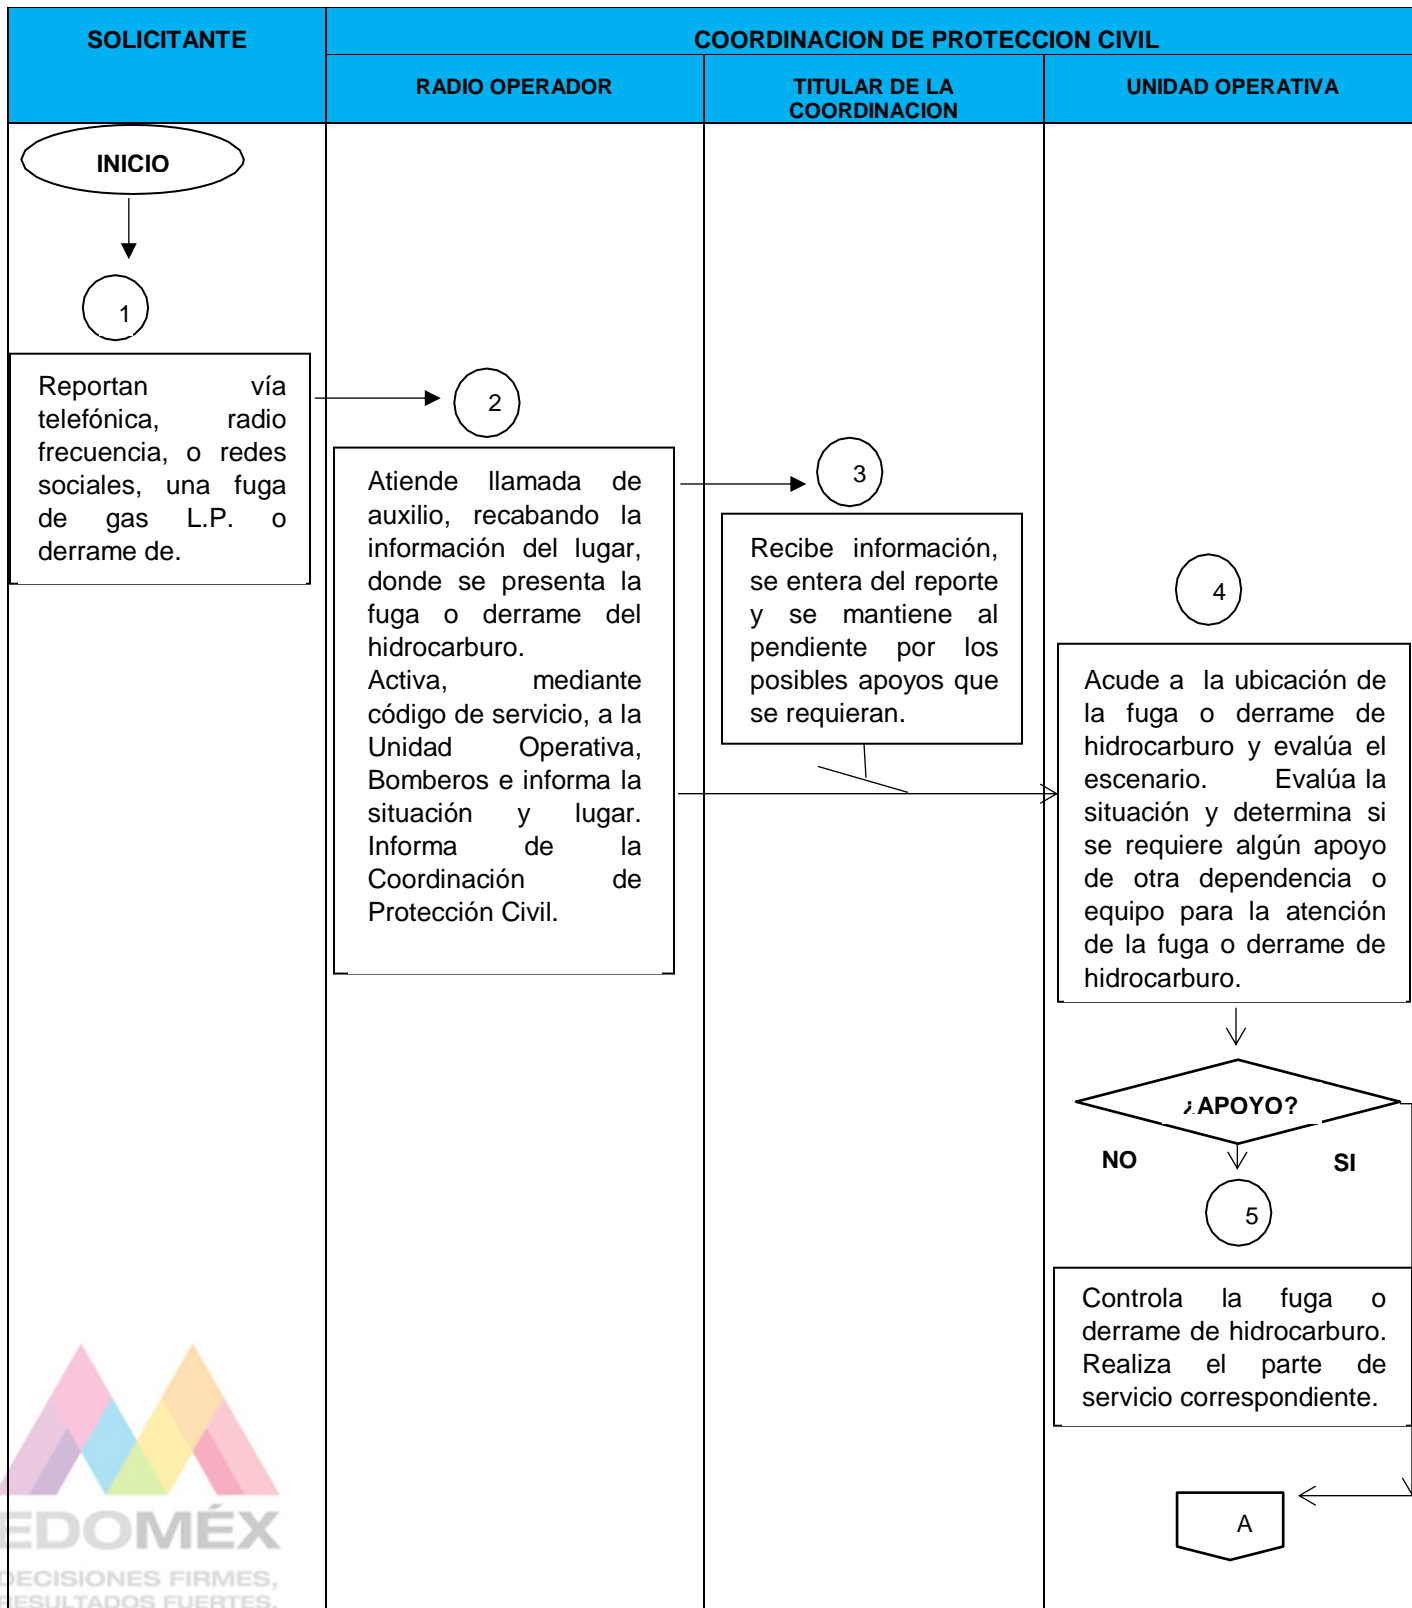 SOLICITANTE
COORDINACION DE PROTECCION CIVIL
RADIO OPERADOR
TITULAR DE LA
COORDINACION
UNIDAD OPERATIVA
INICIO
1
Reportan vía
telefónica, radio
frecuencia, o redes
sociales, una fuga
de gas L.P. o
derrame de.
2
Atiende llamada de
auxilio, recabando la
información del lugar,
donde se presenta la
fuga o derrame del
hidrocarburo.
Activa, mediante
código de servicio, a la
Unidad Operativa,
Bomberos e informa la
situación y lugar.
Informa de la
Coordinación de
Protección Civil.
3
Recibe información,
se entera del reporte
y se mantiene al
pendiente por los
posibles apoyos que
se requieran.
4
Acude a la ubicación de
la fuga o derrame de
hidrocarburo y evalúa el
escenario. Evalúa la
situación y determina si
se requiere algún apoyo
de otra dependencia o
equipo para la atención
de la fuga o derrame de
hidrocarburo.
¿APOYO?
NO
SI
5
Controla la fuga o
derrame de hidrocarburo.
Realiza el parte de
servicio correspondiente.
A
EDOMÉX
DECISIONES FIRMES,
RESULTADOS FUERTES.